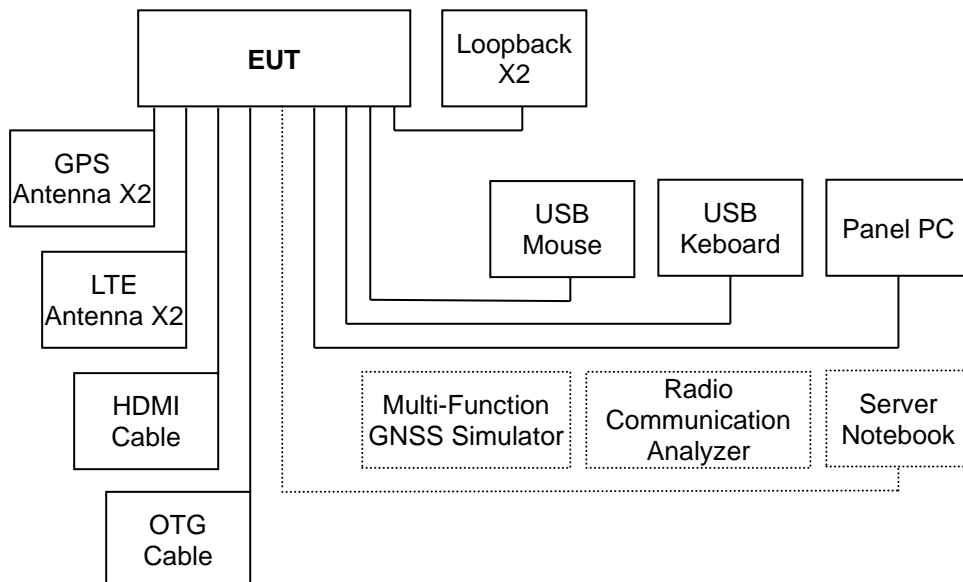 EUT
Loopback
X2
GPS
Antenna X2
USB
Mouse
USB
Keboard
Panel PC
LTE
Antenna X2
HDMI
Cable
Multi-Function
GNSS Simulator
Radio
Communication
Analyzer
Server
Notebook
OTG
Cable